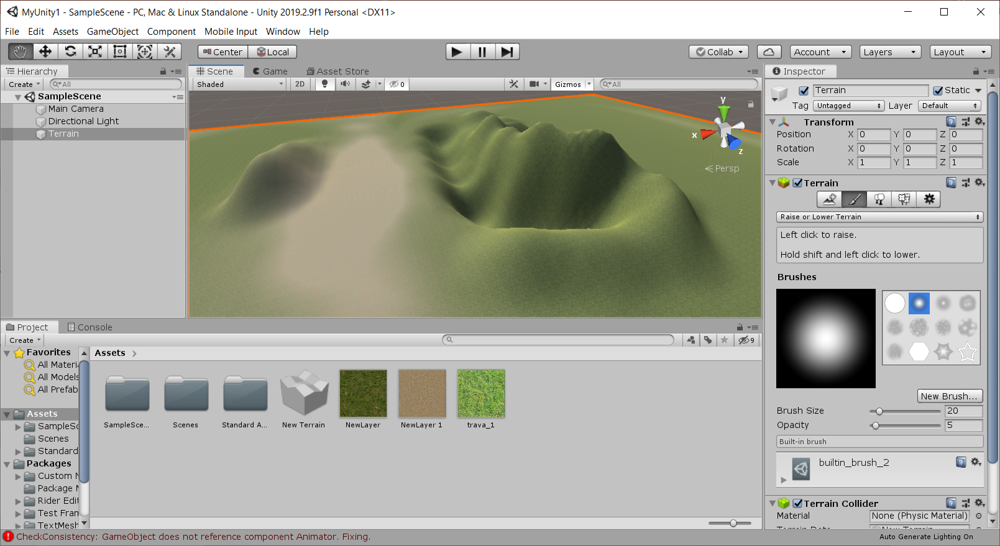 MyUnity1 - SampleScene - PC, Mac & Linux Standalone - Unity 2019.2.9f1 Personal <DX11>
File Edit Assets GameObject Component Mobile Input Window Help
Center Local Collab Account Layers Layout
Hierarchy
Create All
SampleScene
Main Camera
Directional Light
Terrain
Scene Game Asset Store
Shaded 2D 0 Gizmos All
y
x
z
Persp
Inspector
Terrain Static
Tag Untagged Layer Default
Transform
Position X 0 Y 0 Z 0
Rotation X 0 Y 0 Z 0
Scale X 1 Y 1 Z 1
Terrain
Raise or Lower Terrain
Left click to raise.
Hold shift and left click to lower.
Brushes
New Brush...
Brush Size 20
Opacity 5
Built-in brush
builtin_brush_2
Terrain Collider
Material None (Physic Material)
Project Console
Create 9
Favorites
All Materia
All Models
All Prefab
Assets
SampleSc
Scenes
Standard
Packages
Custom N
Package M
Rider Edit
Test Fram
TextMesh
Assets
SampleSce...
Scenes
Standard A...
New Terrain
NewLayer
NewLayer 1
trava_1
CheckConsistency: GameObject does not reference component Animator. Fixing.
Auto Generate Lighting On